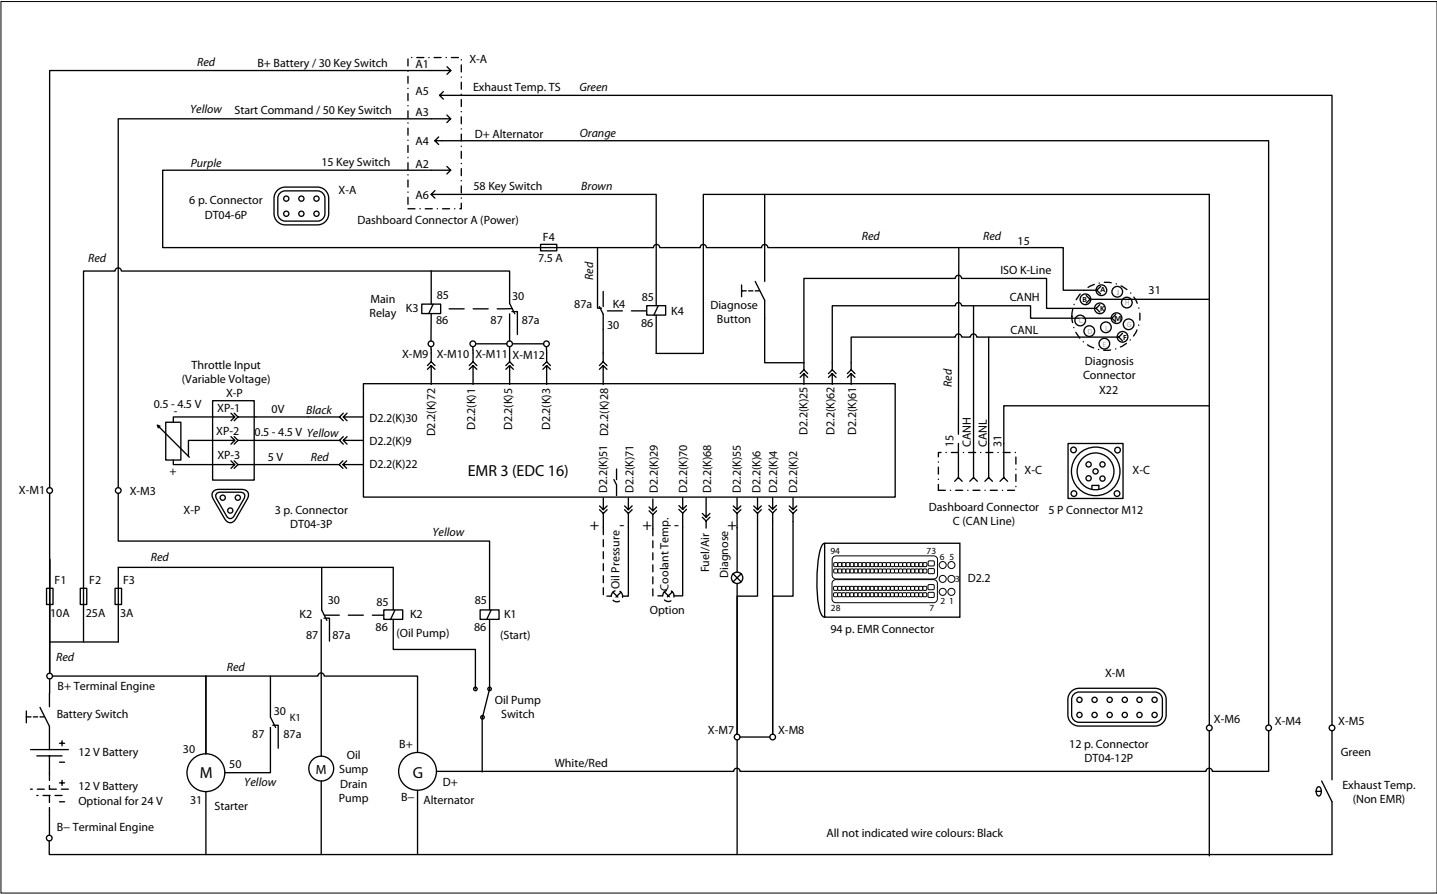 Red B+ Battery / 30 Key Switch A1 X-A
A5 Exhaust Temp. TS Green
Yellow Start Command / 50 Key Switch A3
A4 D+ Alternator Orange
Purple 15 Key Switch A2
A6 58 Key Switch Brown
6 p. Connector
DT04-6P
X-A
Dashboard Connector A (Power)
F4
7.5 A
Red
Red
15
Red
Red
ISO K-Line
CANH
CANL
31
Diagnosis
Connector
X22
Main
Relay
K3
85
86
30
87
87a
87a
K4
30
85
86
K4
Diagnose
Button
X-M9
X-M10
X-M11
X-M12
Throttle Input
(Variable Voltage)
X-P
0.5 - 4.5 V
-
+
XP-1
0V
Black
XP-2
0.5 - 4.5 V
Yellow
XP-3
5 V
Red
D2.2(K)30
D2.2(K)9
D2.2(K)22
D2.2(K)72
D2.2(K)1
D2.2(K)5
D2.2(K)3
D2.2(K)28
D2.2(K)25
D2.2(K)62
D2.2(K)61
EMR 3 (EDC 16)
D2.2(K)51
D2.2(K)71
D2.2(K)29
D2.2(K)70
D2.2(K)68
D2.2(K)55
D2.2(K)6
D2.2(K)4
D2.2(K)2
Red
15
CANH
CANL
31
X-C
Dashboard Connector
C (CAN Line)
X-C
5 P Connector M12
X-M1
X-M3
X-P
3 p. Connector
DT04-3P
Yellow
+
Oil Pressure
-
+
Coolant Temp.
-
Option
Fuel/Air
+
Diagnose
94
73
6
5
3
2
1
28
7
D2.2
94 p. EMR Connector
Red
F1
10A
F2
25A
F3
3A
K2
30
87
87a
85
86
K2
(Oil Pump)
85
86
K1
(Start)
Red
B+ Terminal Engine
Red
Battery Switch
+
12 V Battery
-
+
12 V Battery
Optional for 24 V
-
B− Terminal Engine
30
K1
87
87a
30
M
50
31
Starter
Yellow
M
Oil
Sump
Drain
Pump
B+
G
D+
B−
Alternator
Oil Pump
Switch
White/Red
X-M7
X-M8
X-M
12 p. Connector
DT04-12P
X-M6
X-M4
X-M5
Green
θ
Exhaust Temp.
(Non EMR)
All not indicated wire colours: Black